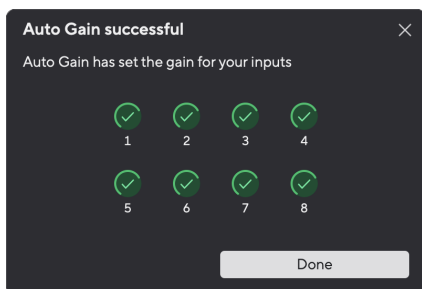 Auto Gain successful
Auto Gain has set the gain for your inputs
1 2 3 4
5 6 7 8
Done